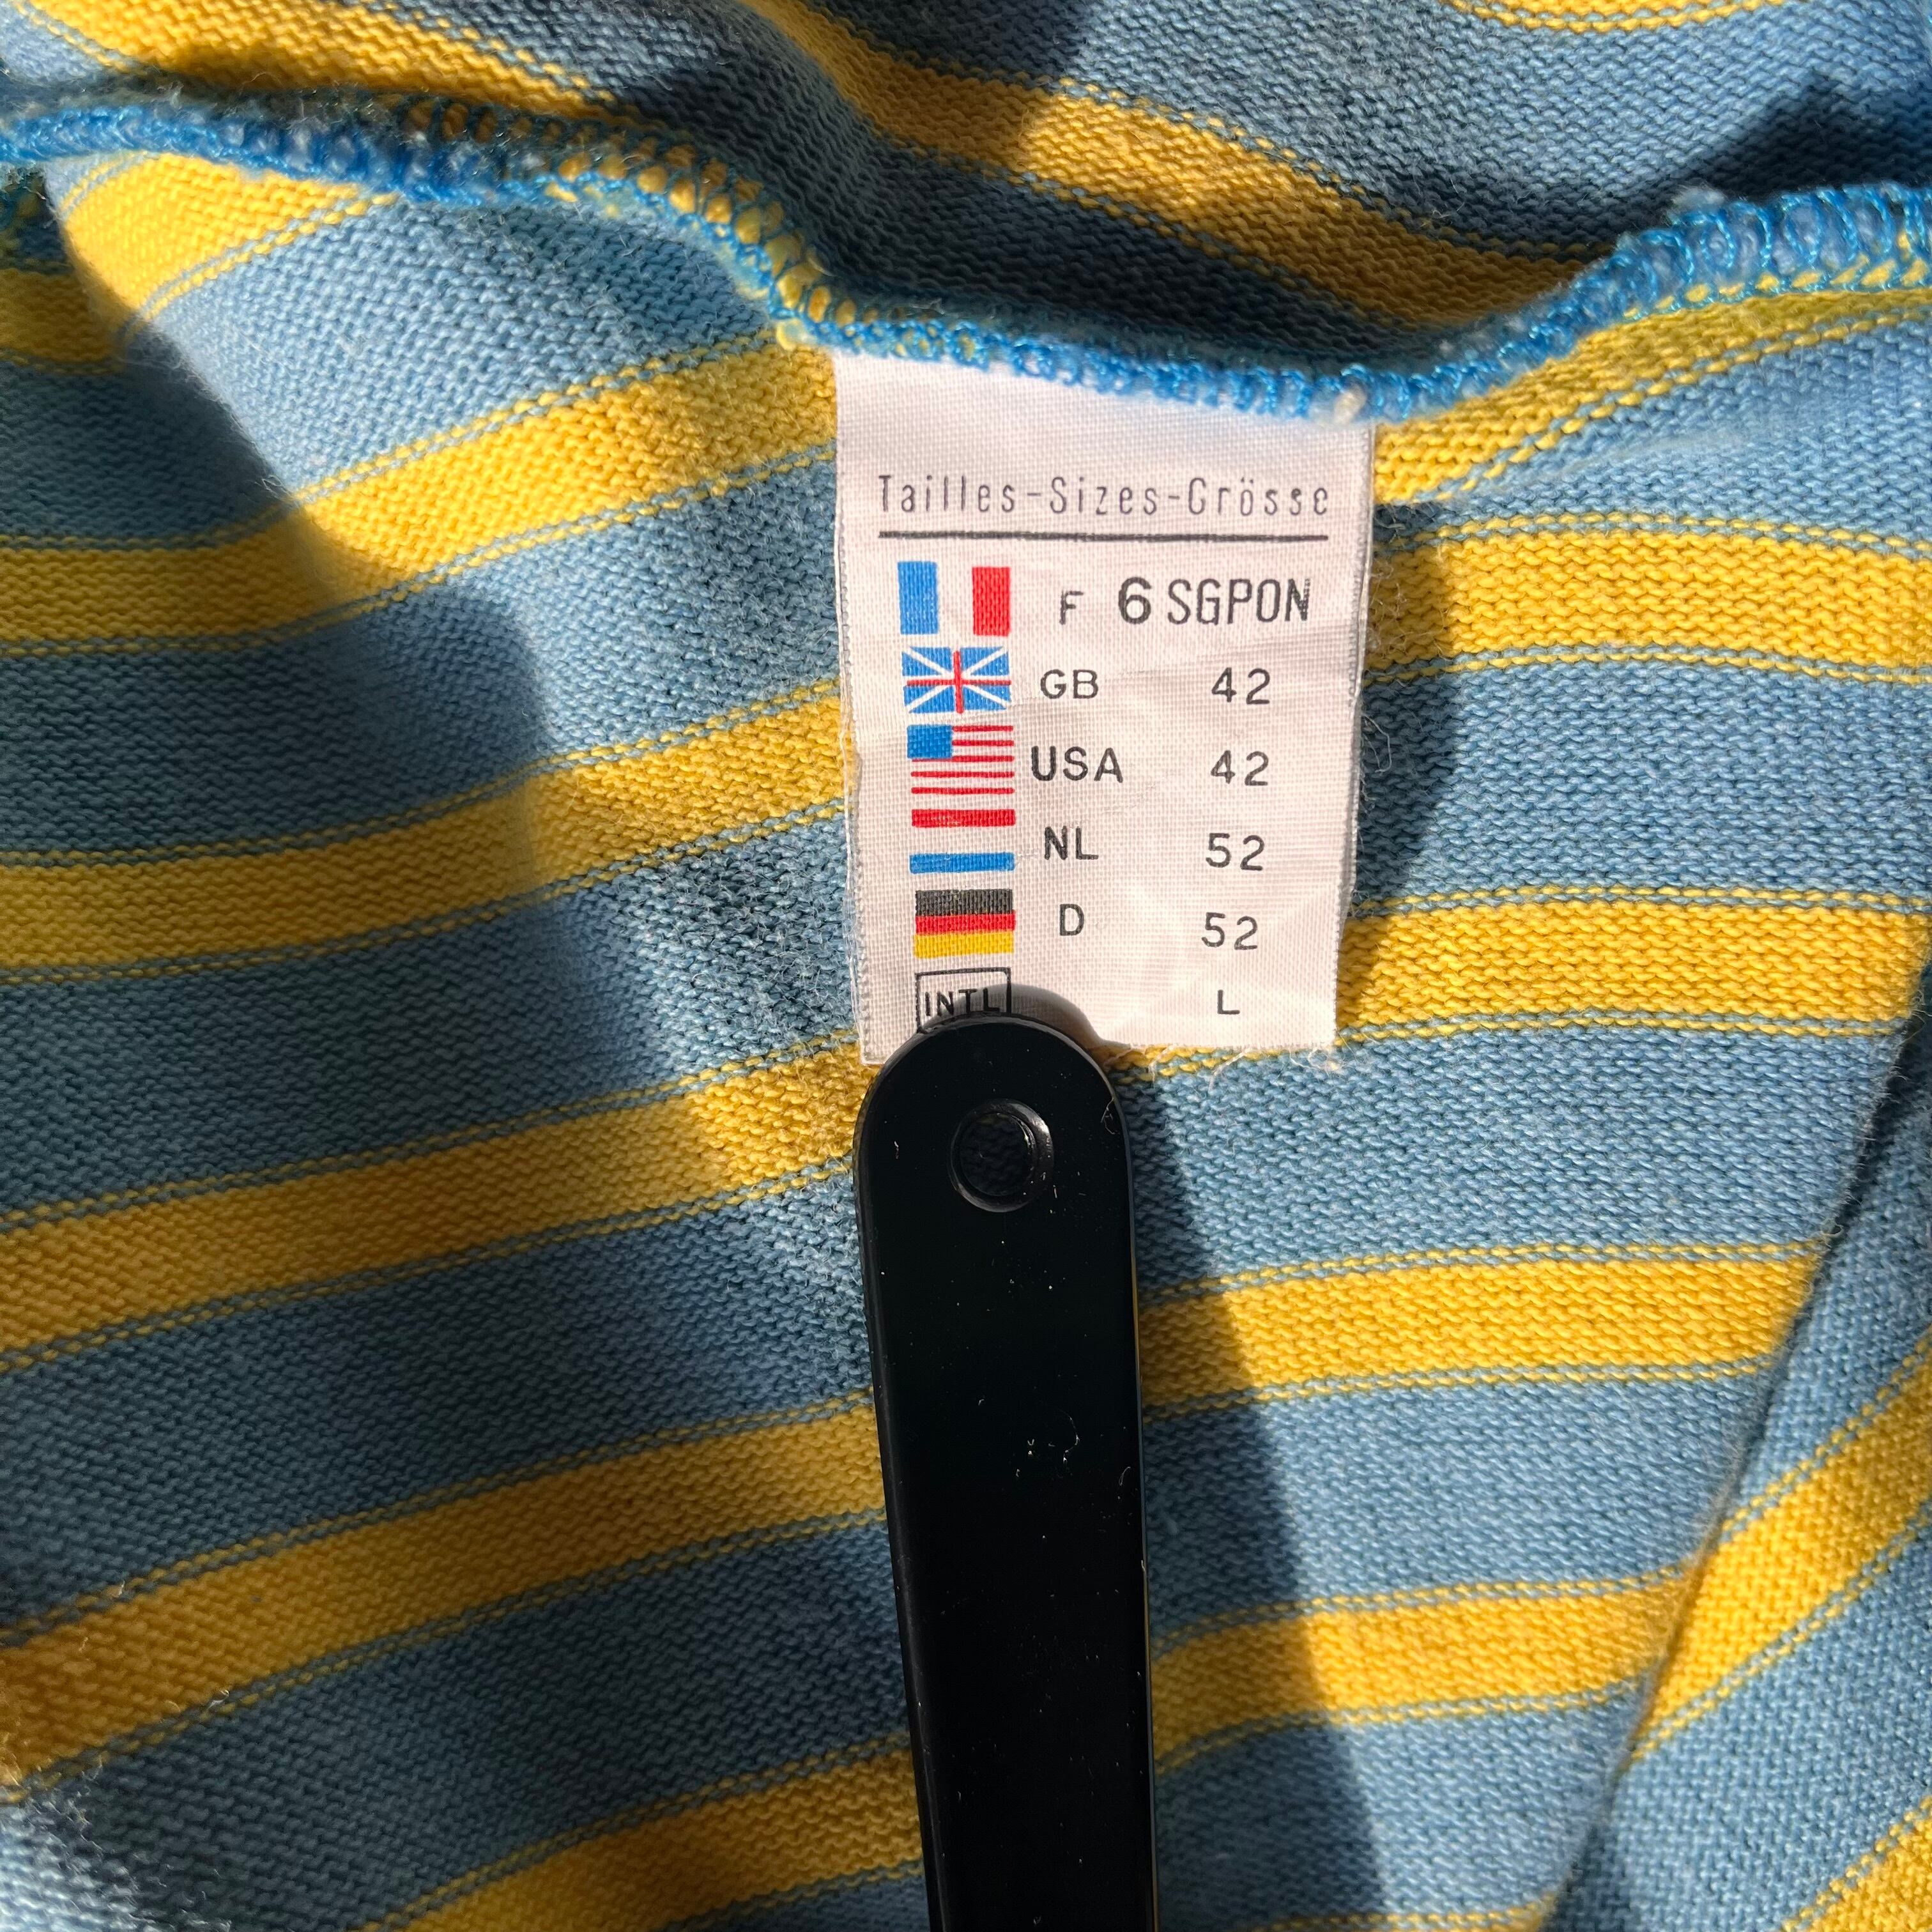 Tailles-Sizes-Grösse
F 6 SGPON
GB 42
USA 42
NL 52
D 52
INTL L